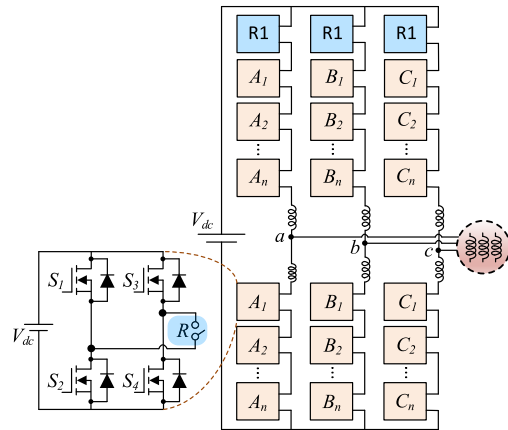 R1 R1 R1
A1 B1 C1
A2 B2 C2
An Bn Cn
Vdc
a b c
S1 S3
R
Vdc
S2 S4
A1 B1 C1
A2 B2 C2
An Bn Cn